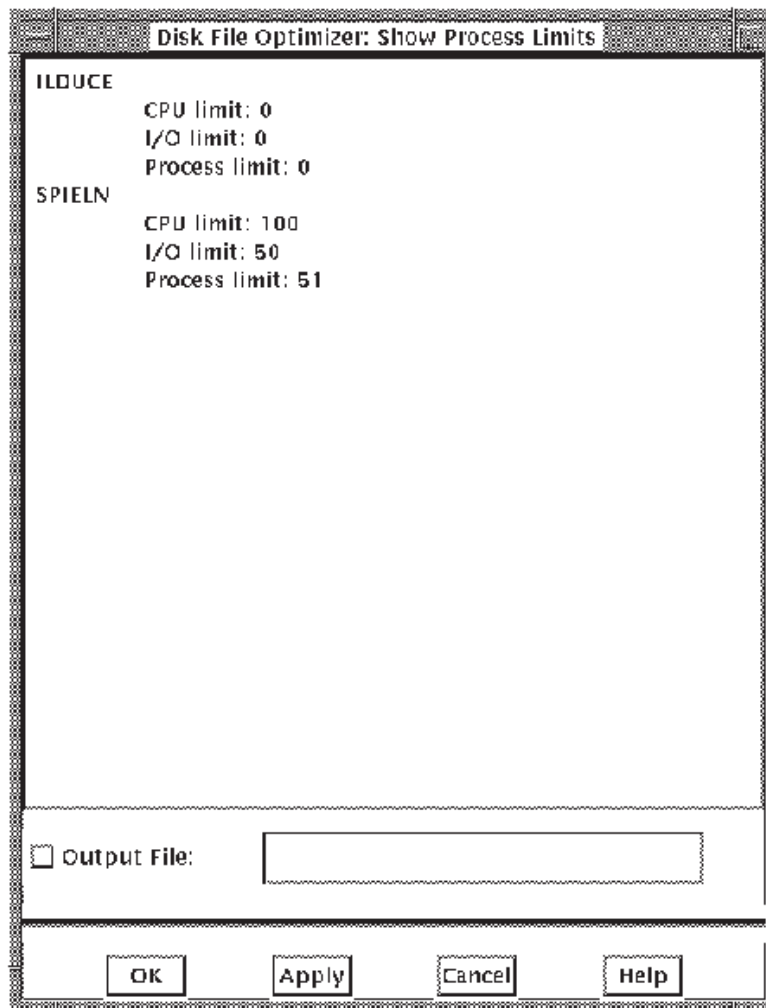 Disk File Optimizer: Show Process Limits
ILDUCE
CPU limit: 0
I/O limit: 0
Process limit: 0
SPIELN
CPU limit: 100
I/O limit: 50
Process limit: 51
Output File:
OK Apply Cancel Help